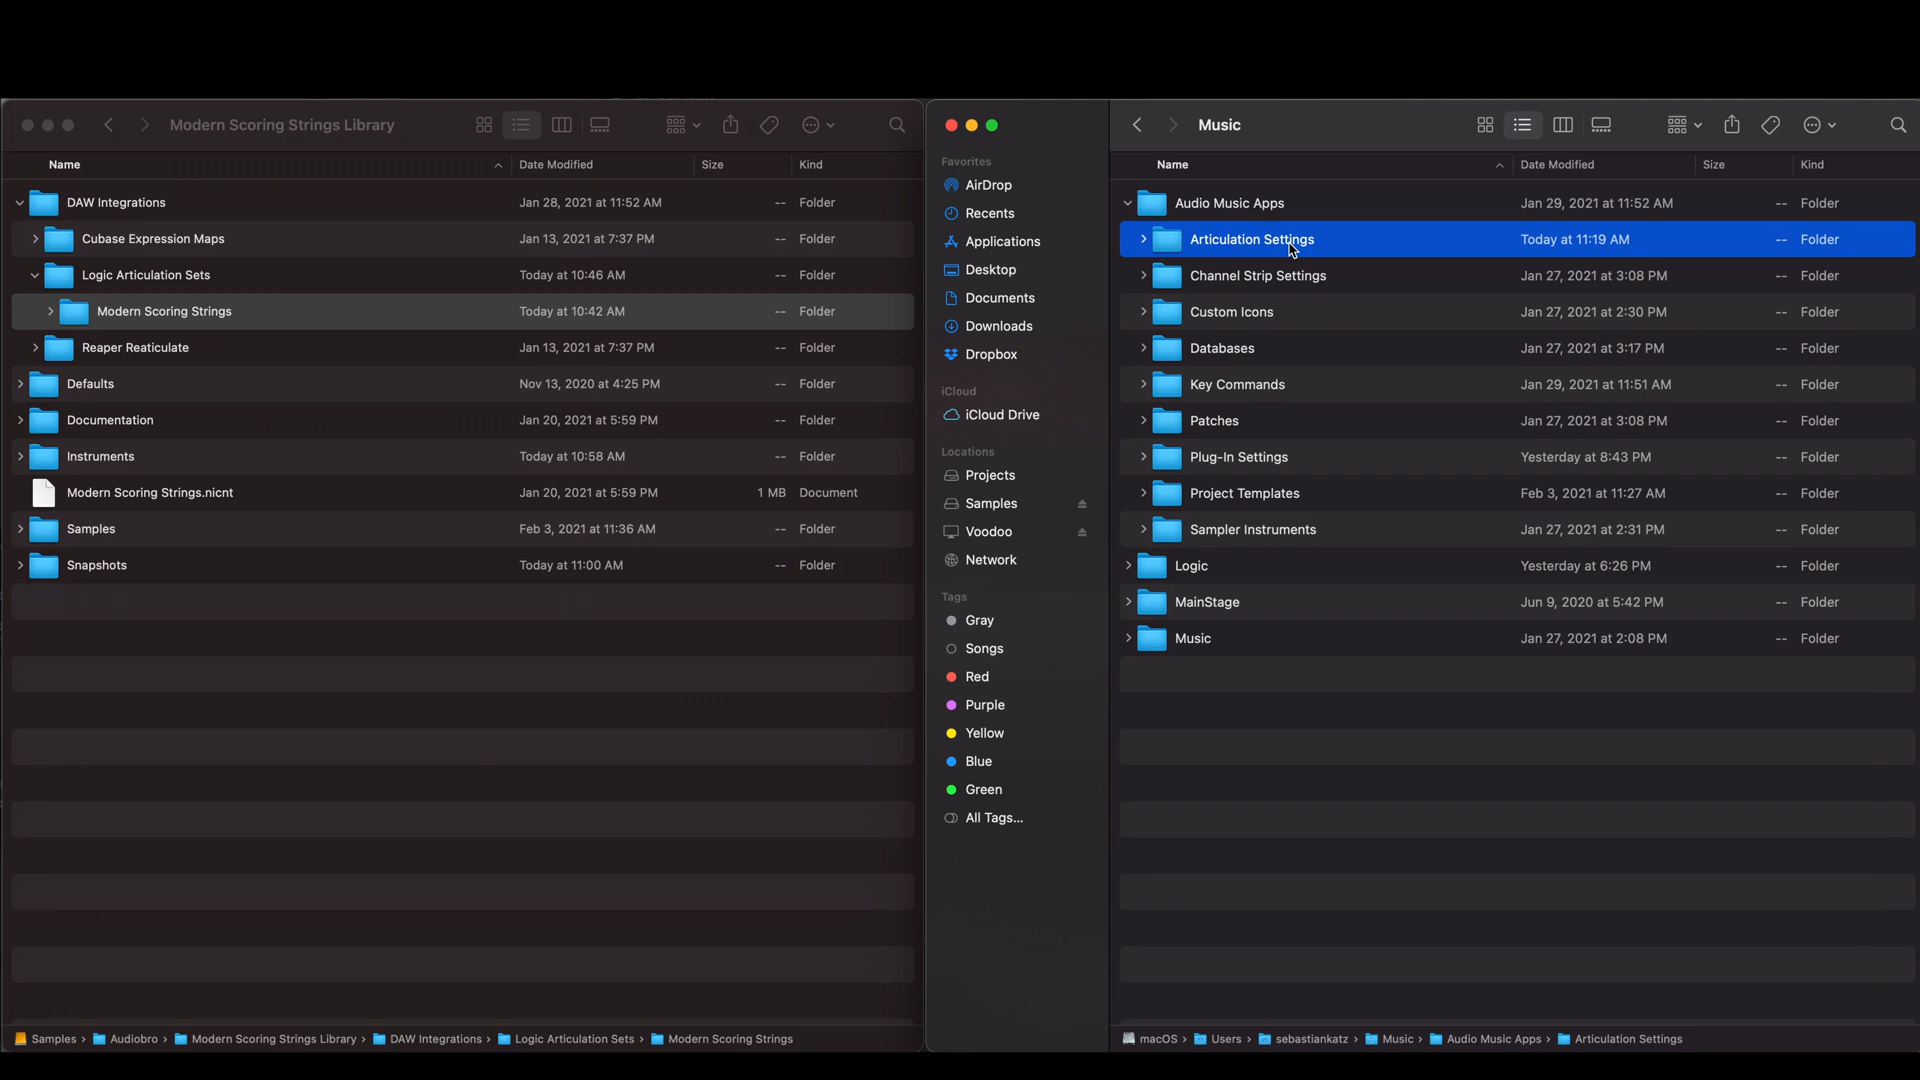 Modern Scoring Strings Library
Name Date Modified Size Kind
DAW Integrations Jan 28, 2021 at 11:52 AM -- Folder
Cubase Expression Maps Jan 13, 2021 at 7:37 PM -- Folder
Logic Articulation Sets Today at 10:46 AM -- Folder
Modern Scoring Strings Today at 10:42 AM -- Folder
Reaper Reaticulate Jan 13, 2021 at 7:37 PM -- Folder
Defaults Nov 13, 2020 at 4:25 PM -- Folder
Documentation Jan 20, 2021 at 5:59 PM -- Folder
Instruments Today at 10:58 AM -- Folder
Modern Scoring Strings.nicnt Jan 20, 2021 at 5:59 PM 1 MB Document
Samples Feb 3, 2021 at 11:36 AM -- Folder
Snapshots Today at 11:00 AM -- Folder
Samples › Audiobro › Modern Scoring Strings Library › DAW Integrations › Logic Articulation Sets › Modern Scoring Strings
Favorites
AirDrop
Recents
Applications
Desktop
Documents
Downloads
Dropbox
iCloud
iCloud Drive
Locations
Projects
Samples
Voodoo
Network
Tags
Gray
Songs
Red
Purple
Yellow
Blue
Green
All Tags...
Music
Name Date Modified Size Kind
Audio Music Apps Jan 29, 2021 at 11:52 AM -- Folder
Articulation Settings Today at 11:19 AM -- Folder
Channel Strip Settings Jan 27, 2021 at 3:08 PM -- Folder
Custom Icons Jan 27, 2021 at 2:30 PM -- Folder
Databases Jan 27, 2021 at 3:17 PM -- Folder
Key Commands Jan 29, 2021 at 11:51 AM -- Folder
Patches Jan 27, 2021 at 3:08 PM -- Folder
Plug-In Settings Yesterday at 8:43 PM -- Folder
Project Templates Feb 3, 2021 at 11:27 AM -- Folder
Sampler Instruments Jan 27, 2021 at 2:31 PM -- Folder
Logic Yesterday at 6:26 PM -- Folder
MainStage Jun 9, 2020 at 5:42 PM -- Folder
Music Jan 27, 2021 at 2:08 PM -- Folder
macOS › Users › sebastiankatz › Music › Audio Music Apps › Articulation Settings